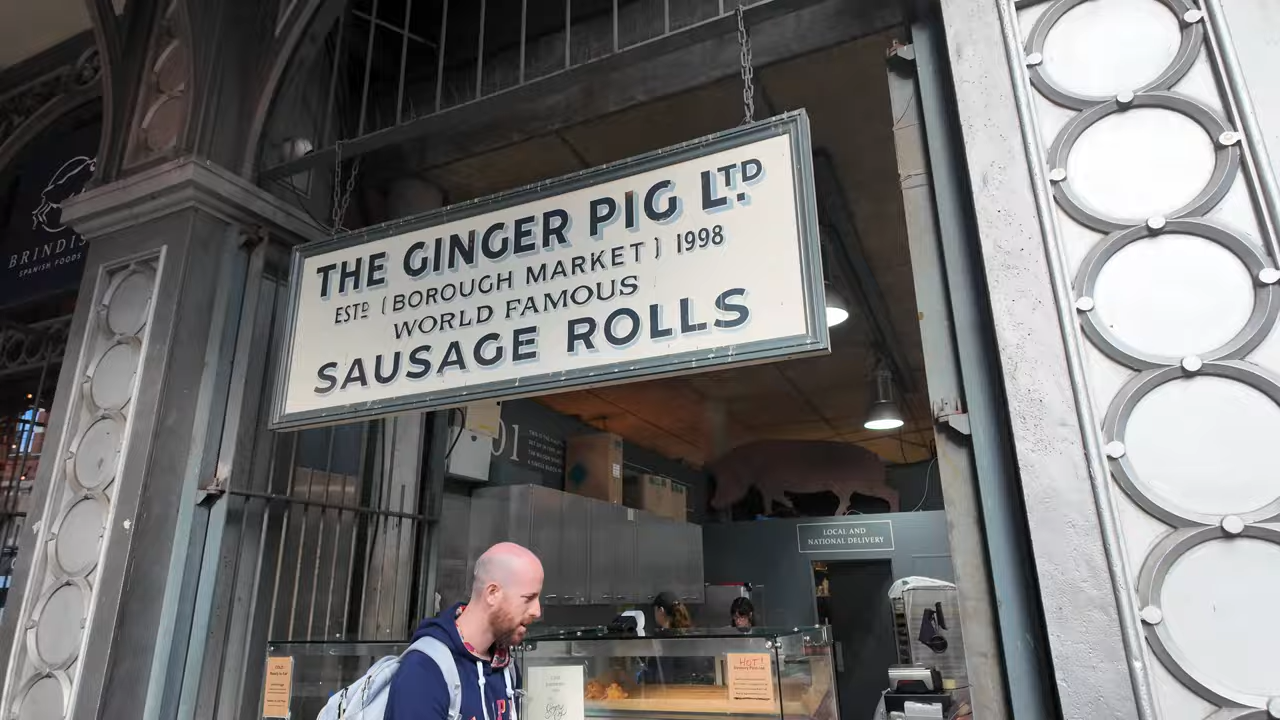 THE GINGER PIG LTD
ESTD (BOROUGH MARKET) 1998
WORLD FAMOUS
SAUSAGE ROLLS
BRINDIS
SPANISH FOODS
LOCAL AND
NATIONAL DELIVERY
HOT!